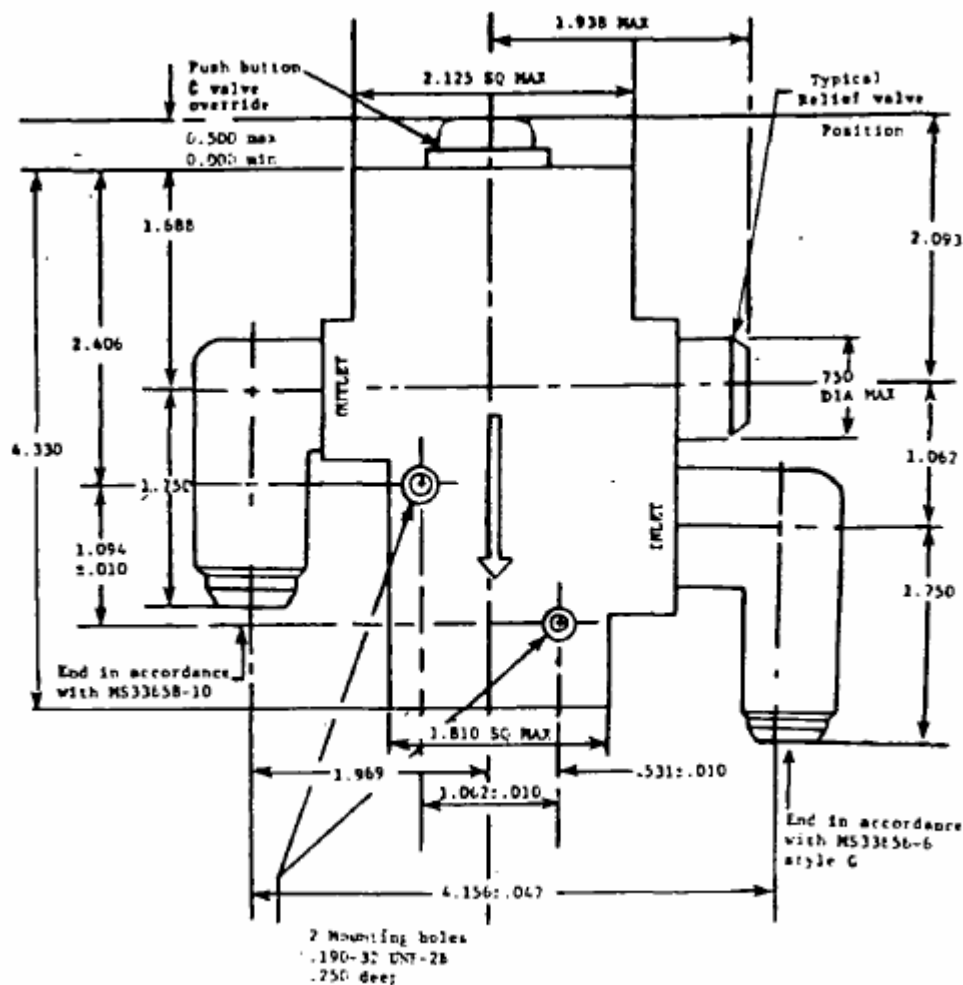 1.938 MAX
Push button
& valve
override
2.125 SQ MAX
Typical
Relief valve
Position
0.500 max
0.000 min
1.688
2.093
2.406
OUTLET
.750
DIA MAX
4.330
1.062
1.750
INLET
1.094
±.010
1.750
End in accordance
with MS33658-10
1.810 SQ MAX
1.969
.531±.010
1.062±.010
End in accordance
with MS33656-6
style G
4.156±.047
2 Mounting holes
.190-32 UNF-2B
.250 deep